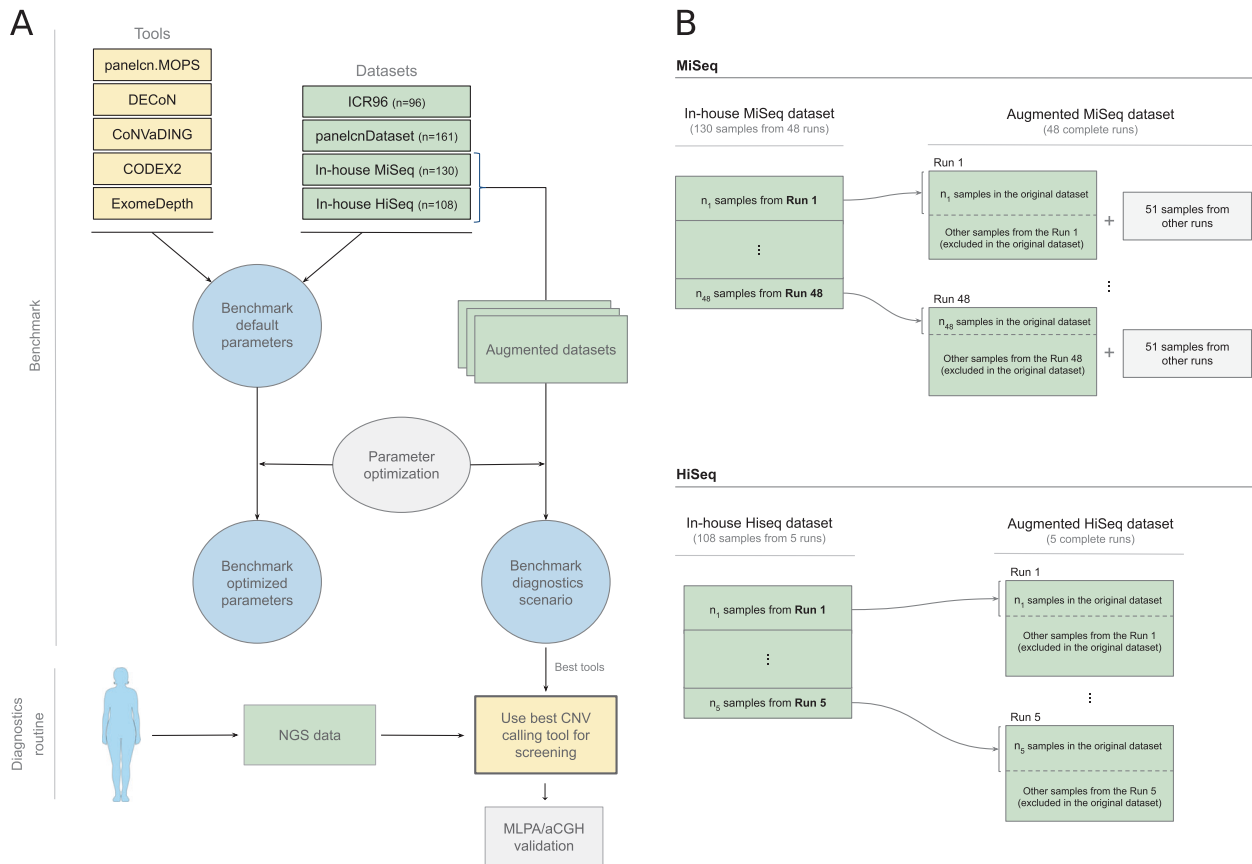 A
Benchmark
Tools
panelcn.MOPS
DECoN
CoNVaDING
CODEX2
ExomeDepth
Datasets
ICR96 (n=96)
panelcnDataset (n=161)
In-house MiSeq (n=130)
In-house HiSeq (n=108)
Benchmark
default
parameters
Augmented datasets
Parameter
optimization
Benchmark
optimized
parameters
Benchmark
diagnostics
scenario
Best tools
Diagnostics
routine
NGS data
Use best CNV
calling tool for
screening
MLPA/aCGH
validation
B
MiSeq
In-house MiSeq dataset
(130 samples from 48 runs)
n1 samples from Run 1
⋮
n48 samples from Run 48
Augmented MiSeq dataset
(48 complete runs)
Run 1
n1 samples in the original dataset
Other samples from the Run 1
(excluded in the original dataset)
+
51 samples from
other runs
⋮
Run 48
n48 samples in the original dataset
Other samples from the Run 48
(excluded in the original dataset)
+
51 samples from
other runs
HiSeq
In-house Hiseq dataset
(108 samples from 5 runs)
n1 samples from Run 1
⋮
n5 samples from Run 5
Augmented HiSeq dataset
(5 complete runs)
Run 1
n1 samples in the original dataset
Other samples from the Run 1
(excluded in the original dataset)
⋮
Run 5
n5 samples in the original dataset
Other samples from the Run 5
(excluded in the original dataset)